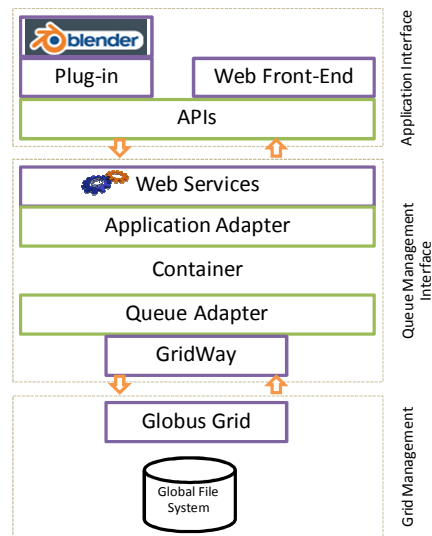 blender
Plug-in
Web Front-End
APIs
Application Interface
Web Services
Application Adapter
Container
Queue Adapter
GridWay
Queue Management
Interface
Globus Grid
Global File
System
Grid Management